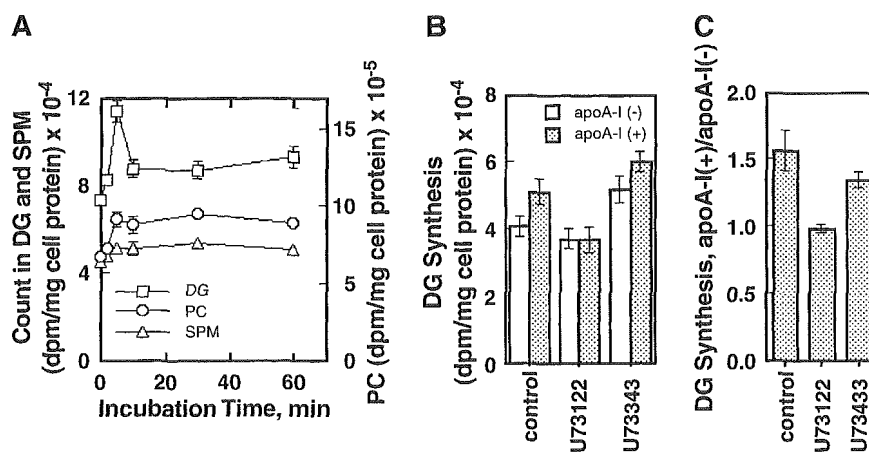 A
Count in DG and SPM
(dpm/mg cell protein) x 10-4
12
8
4
0
DG
PC
SPM
0
20
40
60
Incubation Time, min
15
10
5
0
PC (dpm/mg cell protein) x 10-5
B
DG Synthesis
(dpm/mg cell protein) × 10-4
8
6
4
2
0
apoA-I (-)
apoA-I (+)
control
U73122
U73343
C
DG Synthesis, apoA-I(+)/apoA-I(-)
2.0
1.5
1.0
0.5
0.0
control
U73122
U73433